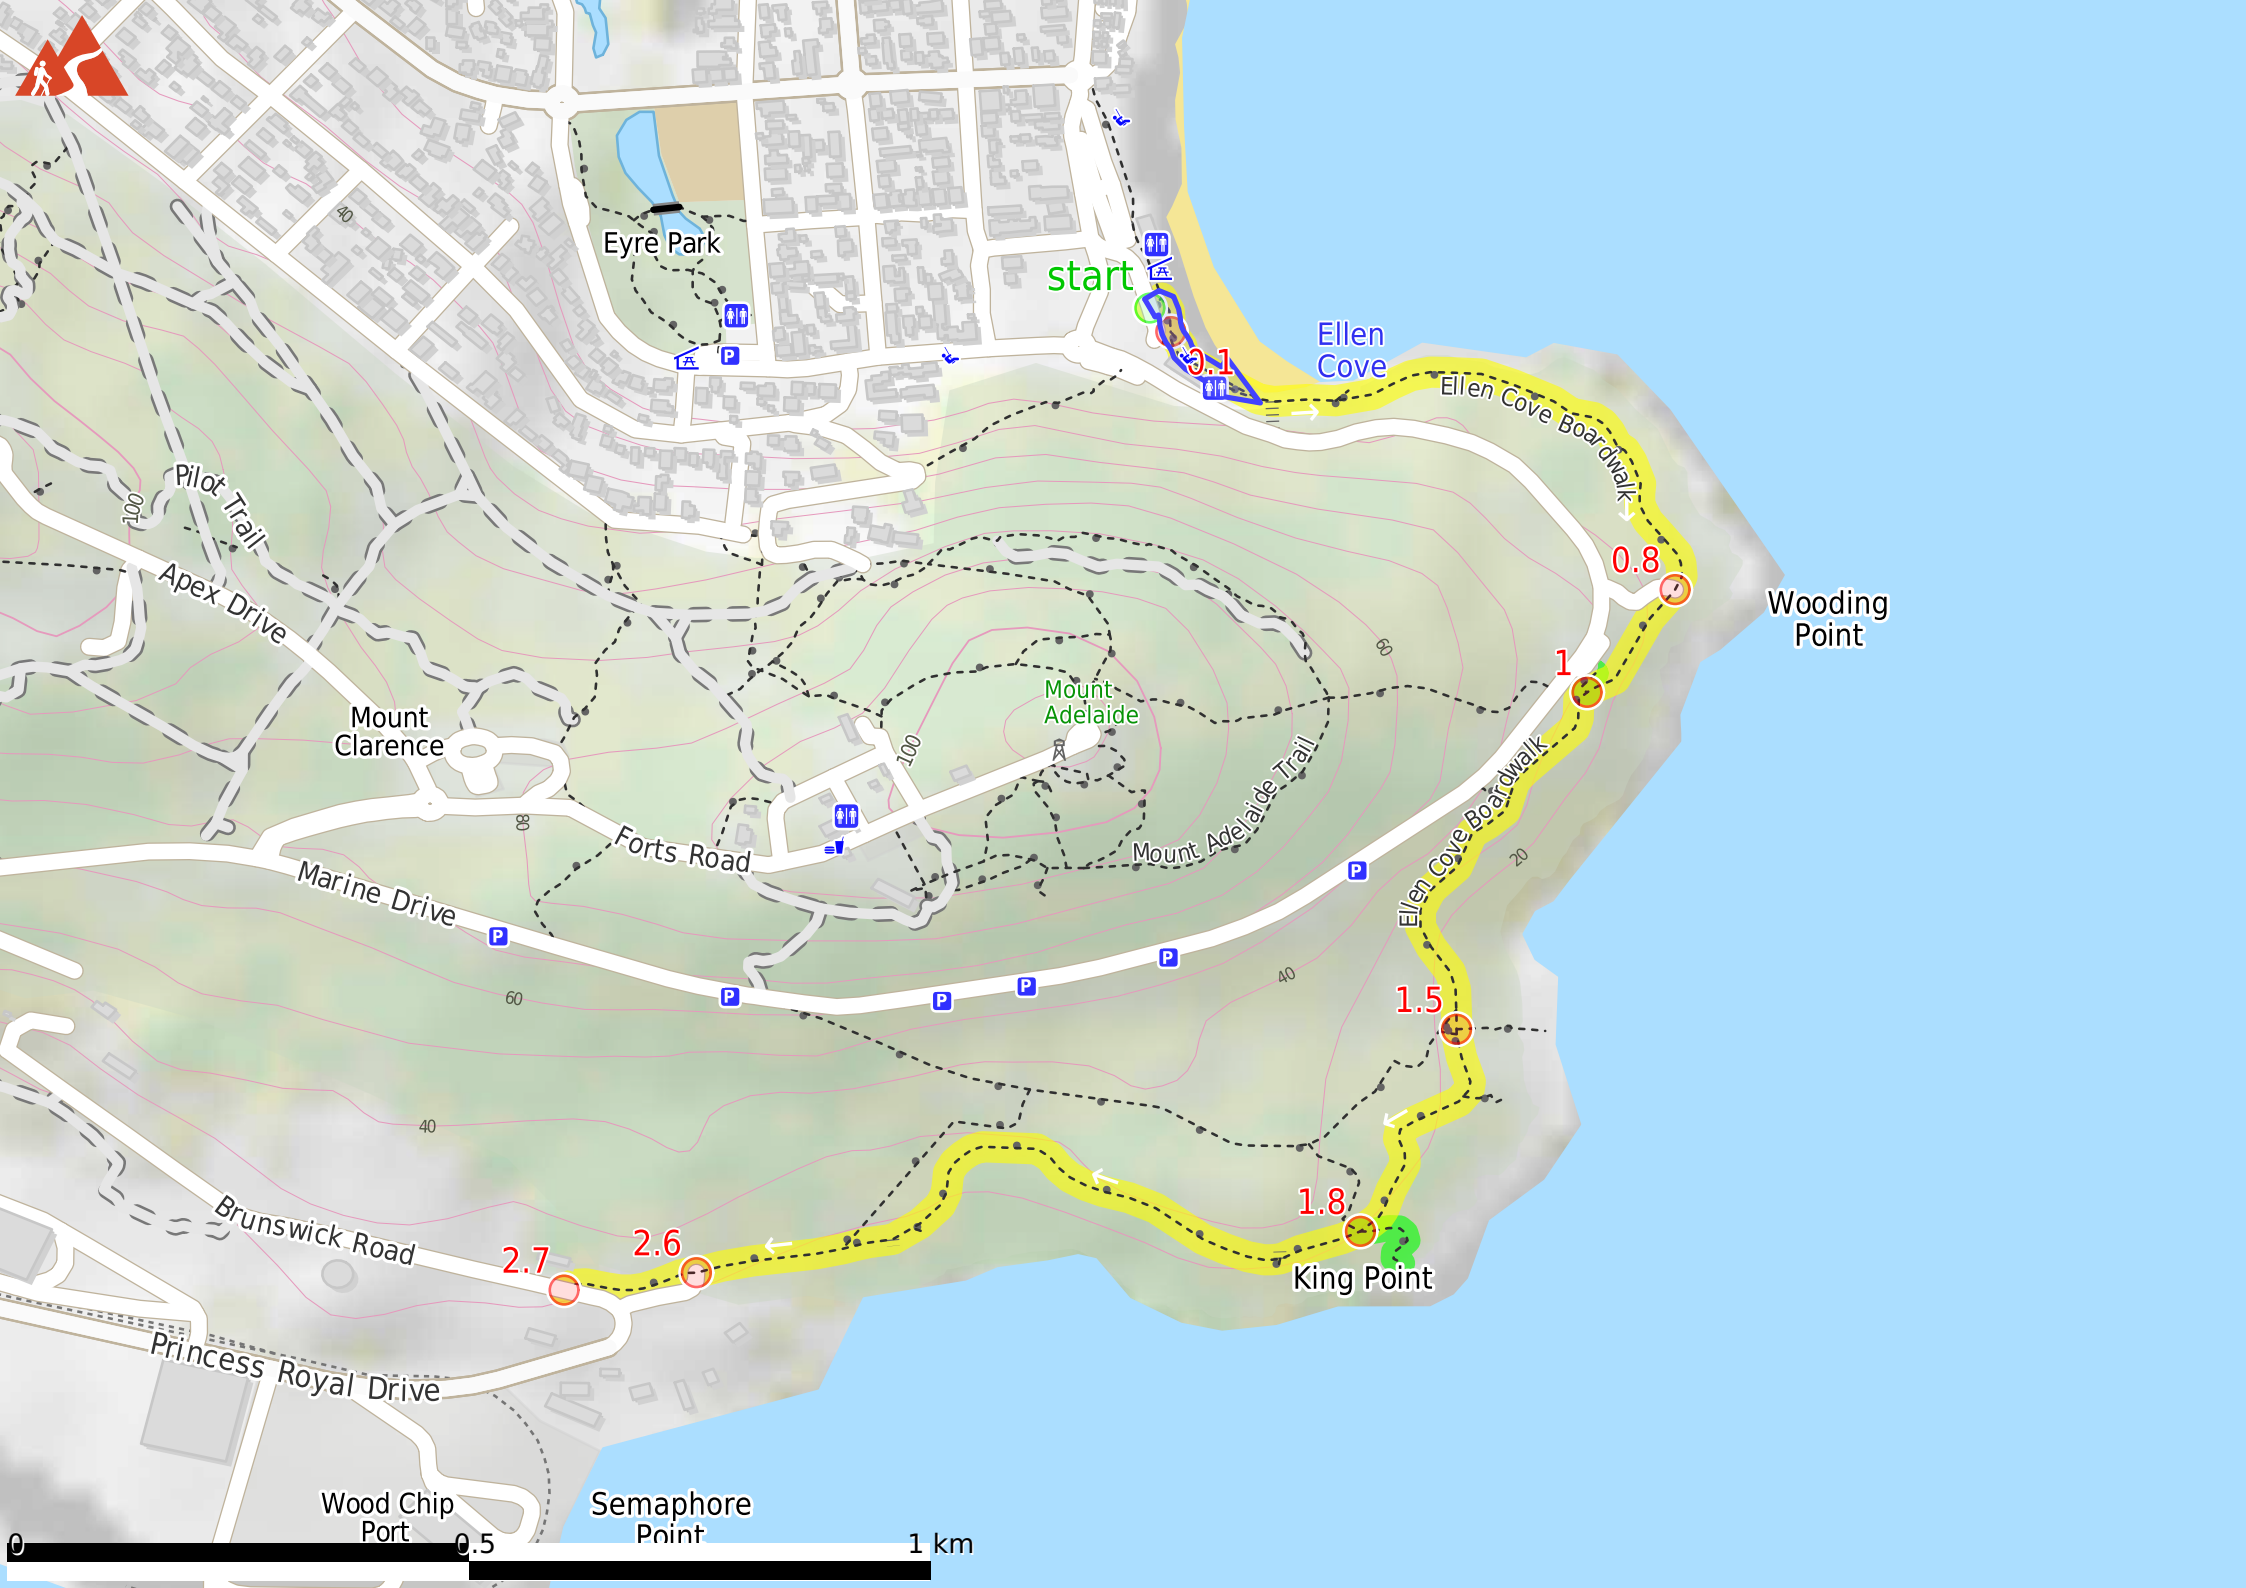 40
Eyre Park
start
P
0.1
Ellen
Cove
Ellen Cove Boardwalk
100
Pilot Trail
Apex Drive
0.8
Wooding
Point
60
1
Mount
Adelaide
Mount
Clarence
100
Mount Adelaide Trail
Ellen Cove Boardwalk
80
Forts Road
20
P
Marine Drive
P
P
40
60
P
P
P
1.5
40
1.8
Brunswick Road
2.7
2.6
King Point
Princess Royal Drive
Wood Chip
Port
Semaphore
Point
0
0.5
1 km